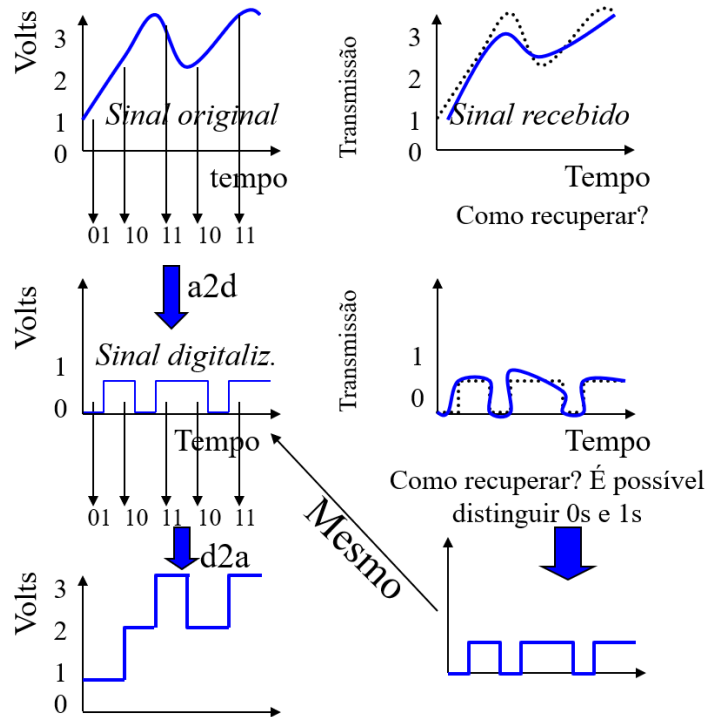 Volts
3
2
1
0
Sinal original
tempo
01 10 11 10 11
Transmissão
3
2
1
0
Sinal recebido
Tempo
Como recuperar?
a2d
Volts
1
0
Sinal digitaliz.
Tempo
01 10 11 10 11
Transmissão
1
0
Tempo
Como recuperar? É possível
distinguir 0s e 1s
Mesmo
d2a
Volts
3
2
1
0